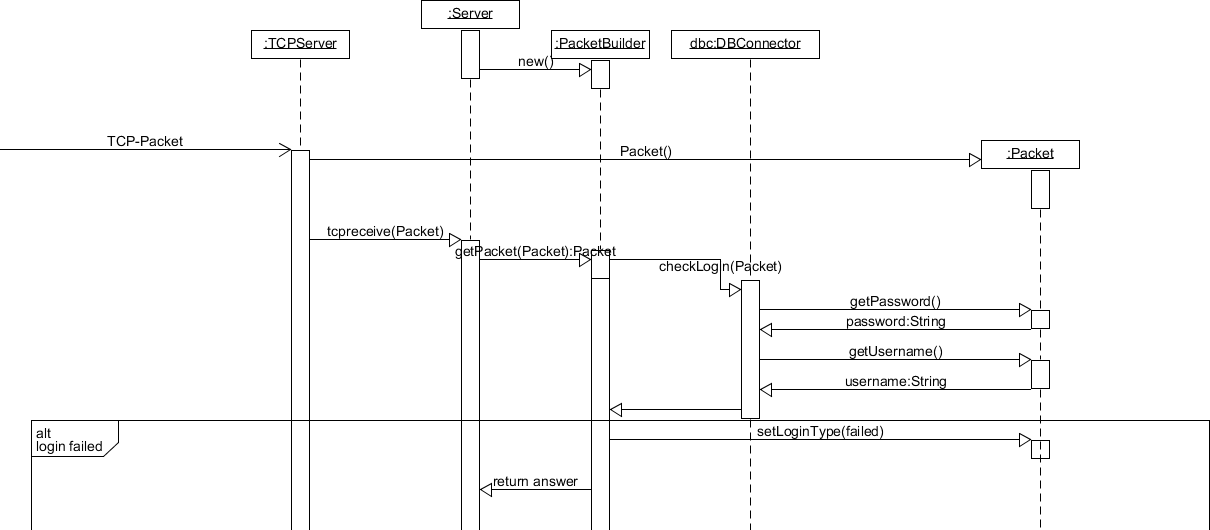 :Server
:TCPServer
:PacketBuilder
dbc:DBConnector
new()
TCP-Packet
Packet()
:Packet
tcpreceive(Packet)
getPacket(Packet):Packet
checkLogin(Packet)
getPassword()
password:String
getUsername()
username:String
alt
login failed
setLoginType(failed)
return answer